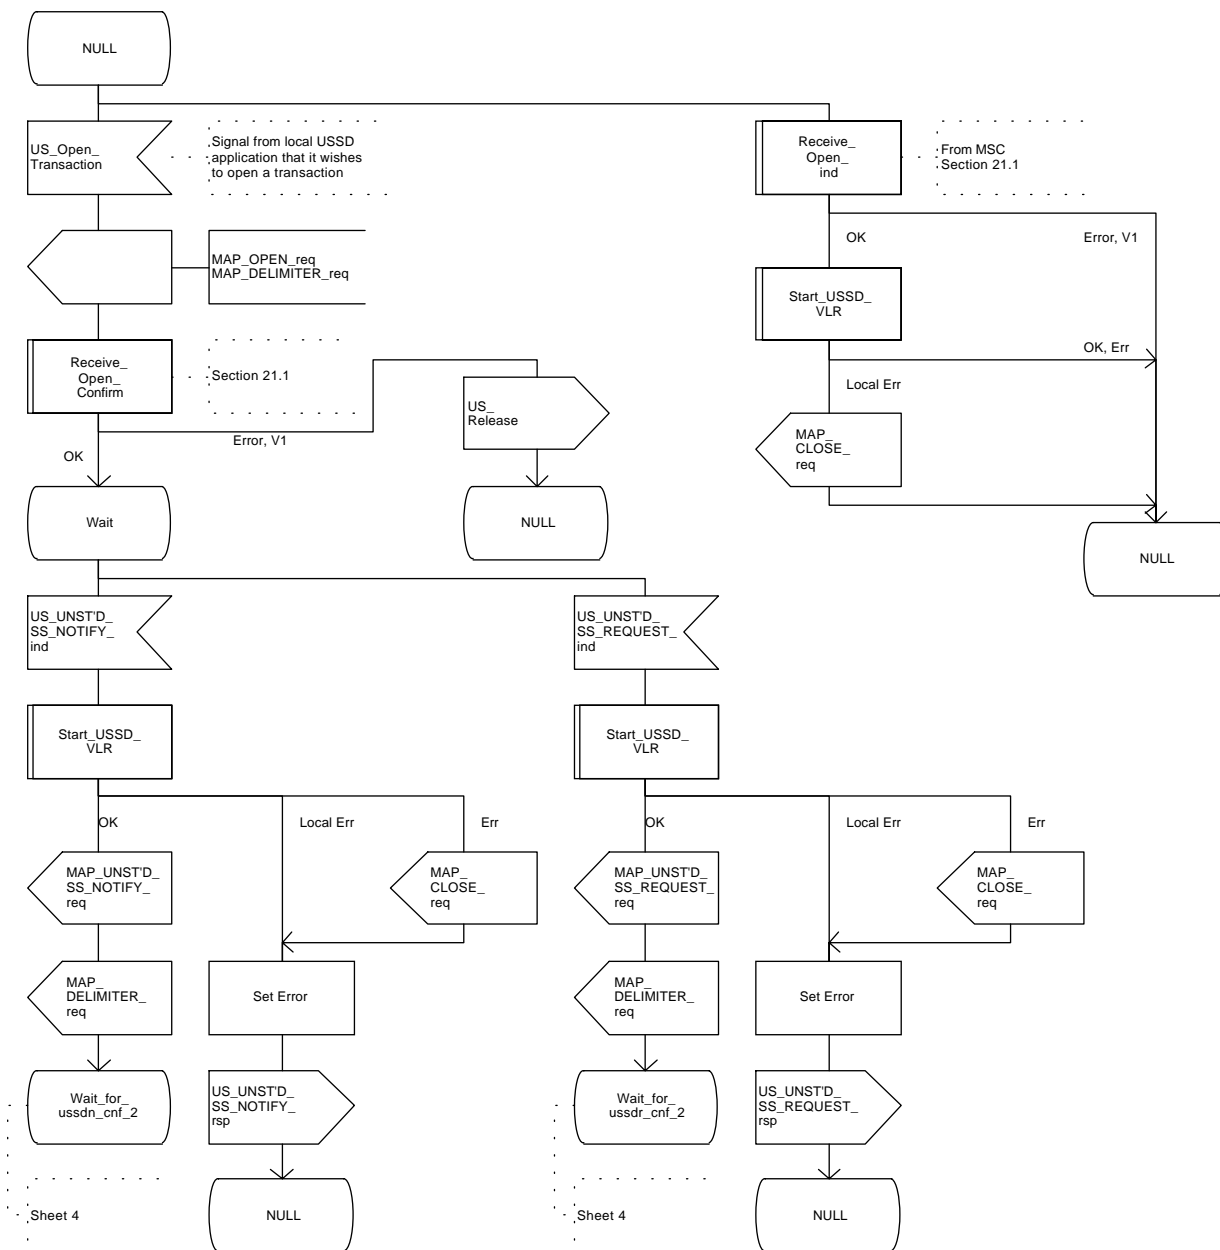 NULL
US_Open_
Transaction
Signal from local USSD
application that it wishes
to open a transaction
Receive_
Open_
ind
From MSC
Section 21.1
OK
Error, V1
MAP_OPEN_req
MAP_DELIMITER_req
Start_USSD_
VLR
OK, Err
Local Err
Receive_
Open_
Confirm
Section 21.1
Error, V1
OK
US_
Release
MAP_
CLOSE_
req
Wait
NULL
NULL
US_UNST'D_
SS_NOTIFY_
ind
US_UNST'D_
SS_REQUEST_
ind
Start_USSD_
VLR
Start_USSD_
VLR
OK
Local Err
Err
OK
Local Err
Err
MAP_UNST'D_
SS_NOTIFY_
req
MAP_
CLOSE_
req
MAP_UNST'D_
SS_REQUEST_
req
MAP_
CLOSE_
req
MAP_
DELIMITER_
req
Set Error
MAP_
DELIMITER_
req
Set Error
Wait_for_
ussdn_cnf_2
US_UNST'D_
SS_NOTIFY_
rsp
Wait_for_
ussdr_cnf_2
US_UNST'D_
SS_REQUEST_
rsp
Sheet 4
NULL
Sheet 4
NULL